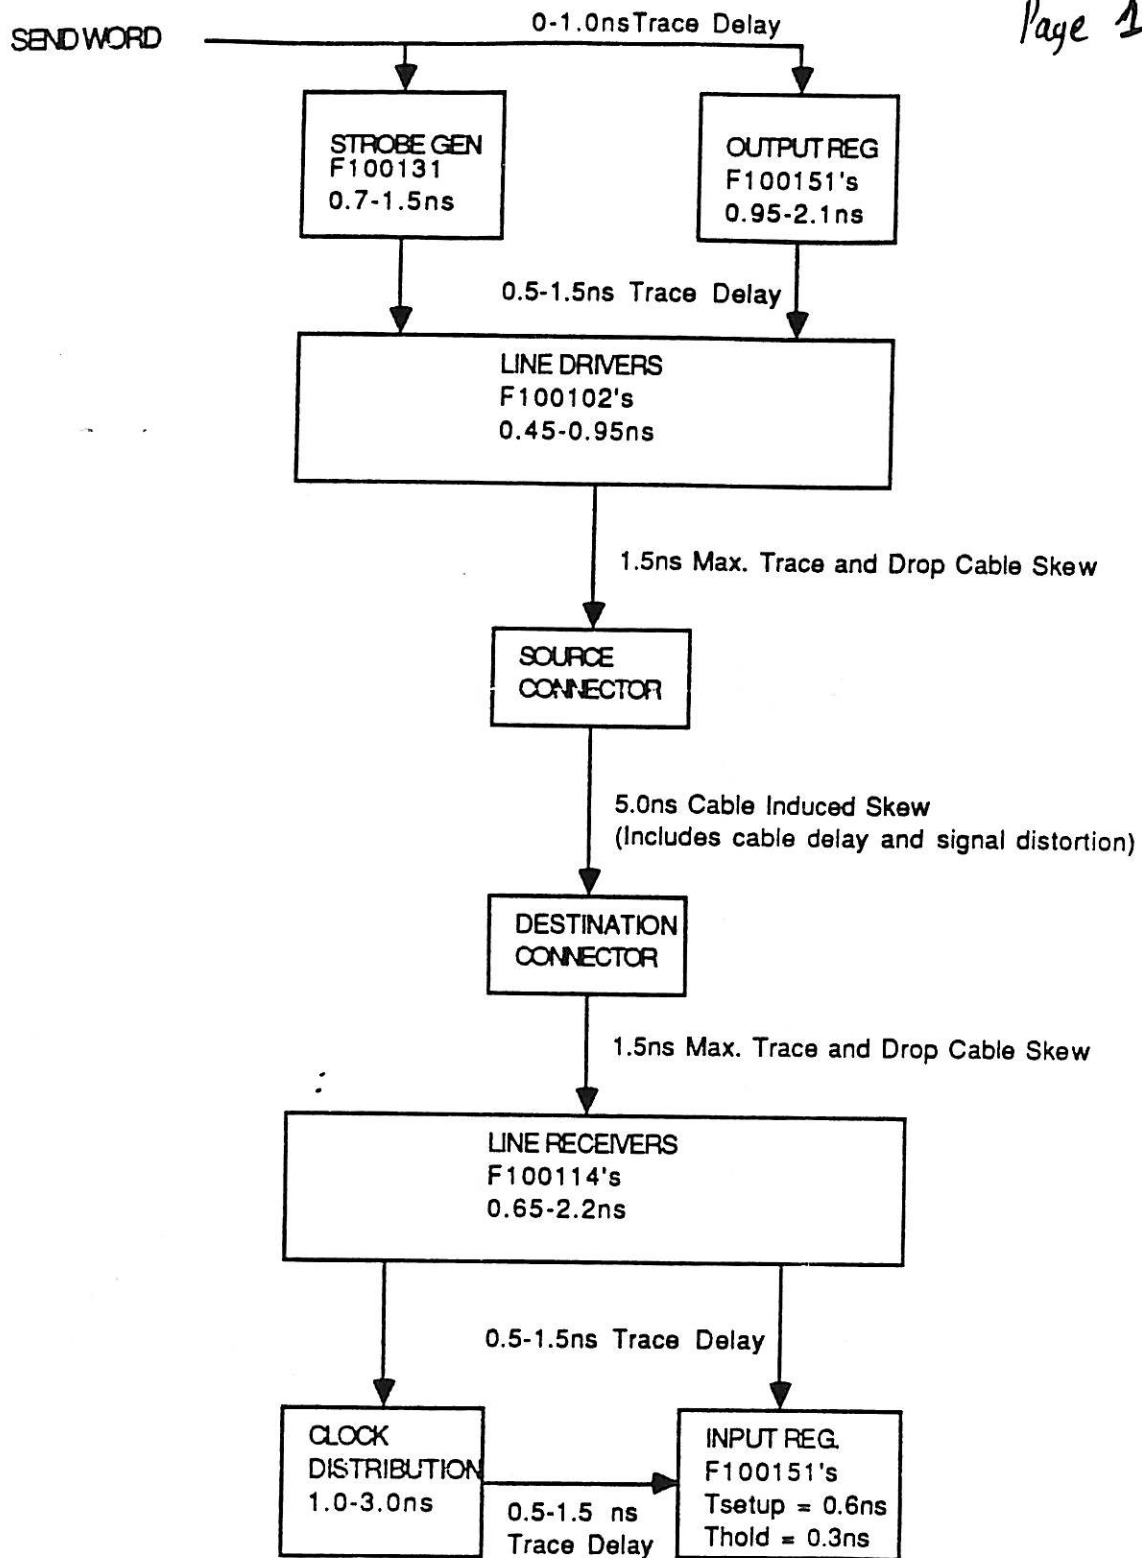 Page 1
SEND WORD
0-1.0ns Trace Delay
STROBE GEN
F100131
0.7-1.5ns
OUTPUT REG
F100151's
0.95-2.1ns
0.5-1.5ns Trace Delay
LINE DRIVERS
F100102's
0.45-0.95ns
1.5ns Max. Trace and Drop Cable Skew
SOURCE
CONNECTOR
5.0ns Cable Induced Skew
(Includes cable delay and signal distortion)
DESTINATION
CONNECTOR
1.5ns Max. Trace and Drop Cable Skew
LINE RECEIVERS
F100114's
0.65-2.2ns
0.5-1.5ns Trace Delay
CLOCK
DISTRIBUTION
1.0-3.0ns
0.5-1.5 ns
Trace Delay
INPUT REG.
F100151's
Tsetup = 0.6ns
Thold = 0.3ns